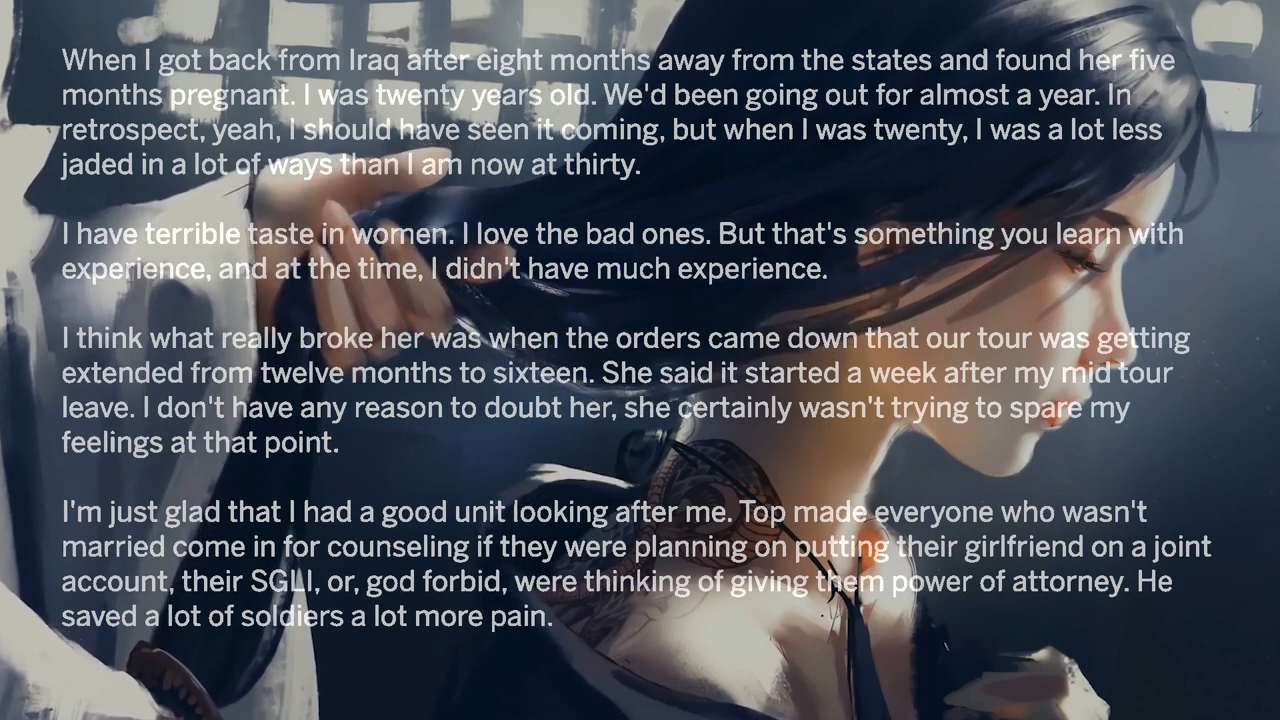 When I got back from Iraq after eight months away from the states and found her five
months pregnant. I was twenty years old. We'd been going out for almost a year. In
retrospect, yeah, I should have seen it coming, but when I was twenty, I was a lot less
jaded in a lot of ways than I am now at thirty.
I have terrible taste in women. I love the bad ones. But that's something you learn with
experience, and at the time, I didn't have much experience.
I think what really broke her was when the orders came down that our tour was getting
extended from twelve months to sixteen. She said it started a week after my mid tour
leave. I don't have any reason to doubt her, she certainly wasn't trying to spare my
feelings at that point.
I'm just glad that I had a good unit looking after me. Top made everyone who wasn't
married come in for counseling if they were planning on putting their girlfriend on a joint
account, their SGLI, or, god forbid, were thinking of giving them power of attorney. He
saved a lot of soldiers a lot more pain.